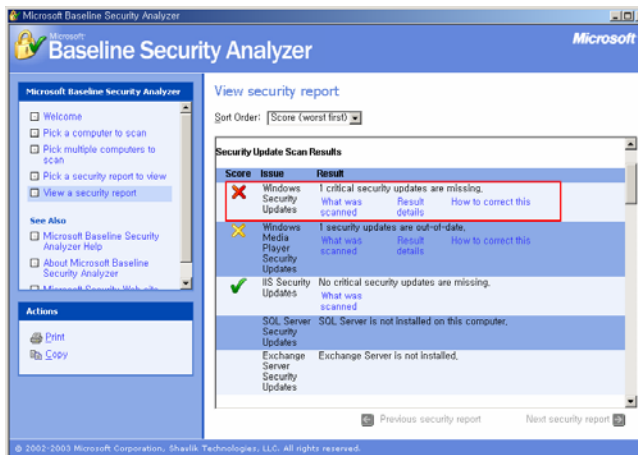 Microsoft Baseline Security Analyzer
Microsoft
Baseline Security Analyzer
Microsoft
Microsoft Baseline Security Analyzer
Welcome
Pick a computer to scan
Pick multiple computers to
scan
Pick a security report to view
View a security report
See Also
Microsoft Baseline Security
Analyzer Help
About Microsoft Baseline
Security Analyzer
Microsoft Security Web site
Actions
Print
Copy
View security report
Sort Order: Score (worst first)
Security Update Scan Results
Score Issue Result
Windows
Security
Updates
1 critical security updates are missing.
What was
scanned
Result
details
How to correct this
Windows
Media
Player
Security
Updates
1 security updates are out-of-date.
What was
scanned
Result
details
How to correct this
IIS Security
Updates
No critical security updates are missing.
What was
scanned
SQL Server
Security
Updates
SQL Server is not installed on this computer.
Exchange
Server
Security
Updates
Exchange Server is not installed.
Previous security report
Next security report
© 2002-2003 Microsoft Corporation, Shavlik Technologies, LLC. All rights reserved.